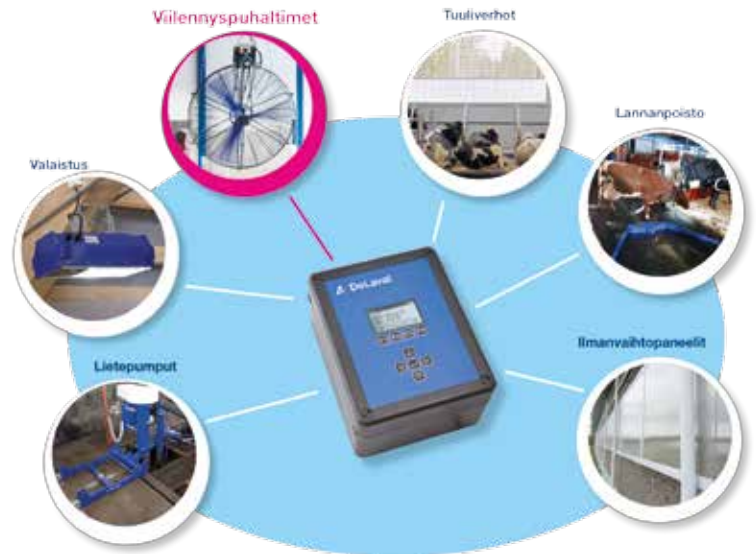 Viilennyspuhaltimet
Tuuliverhot
Lannanpoisto
Valaistus
DeLaval
Ilmanvaihtopaneelit
Lietepumput